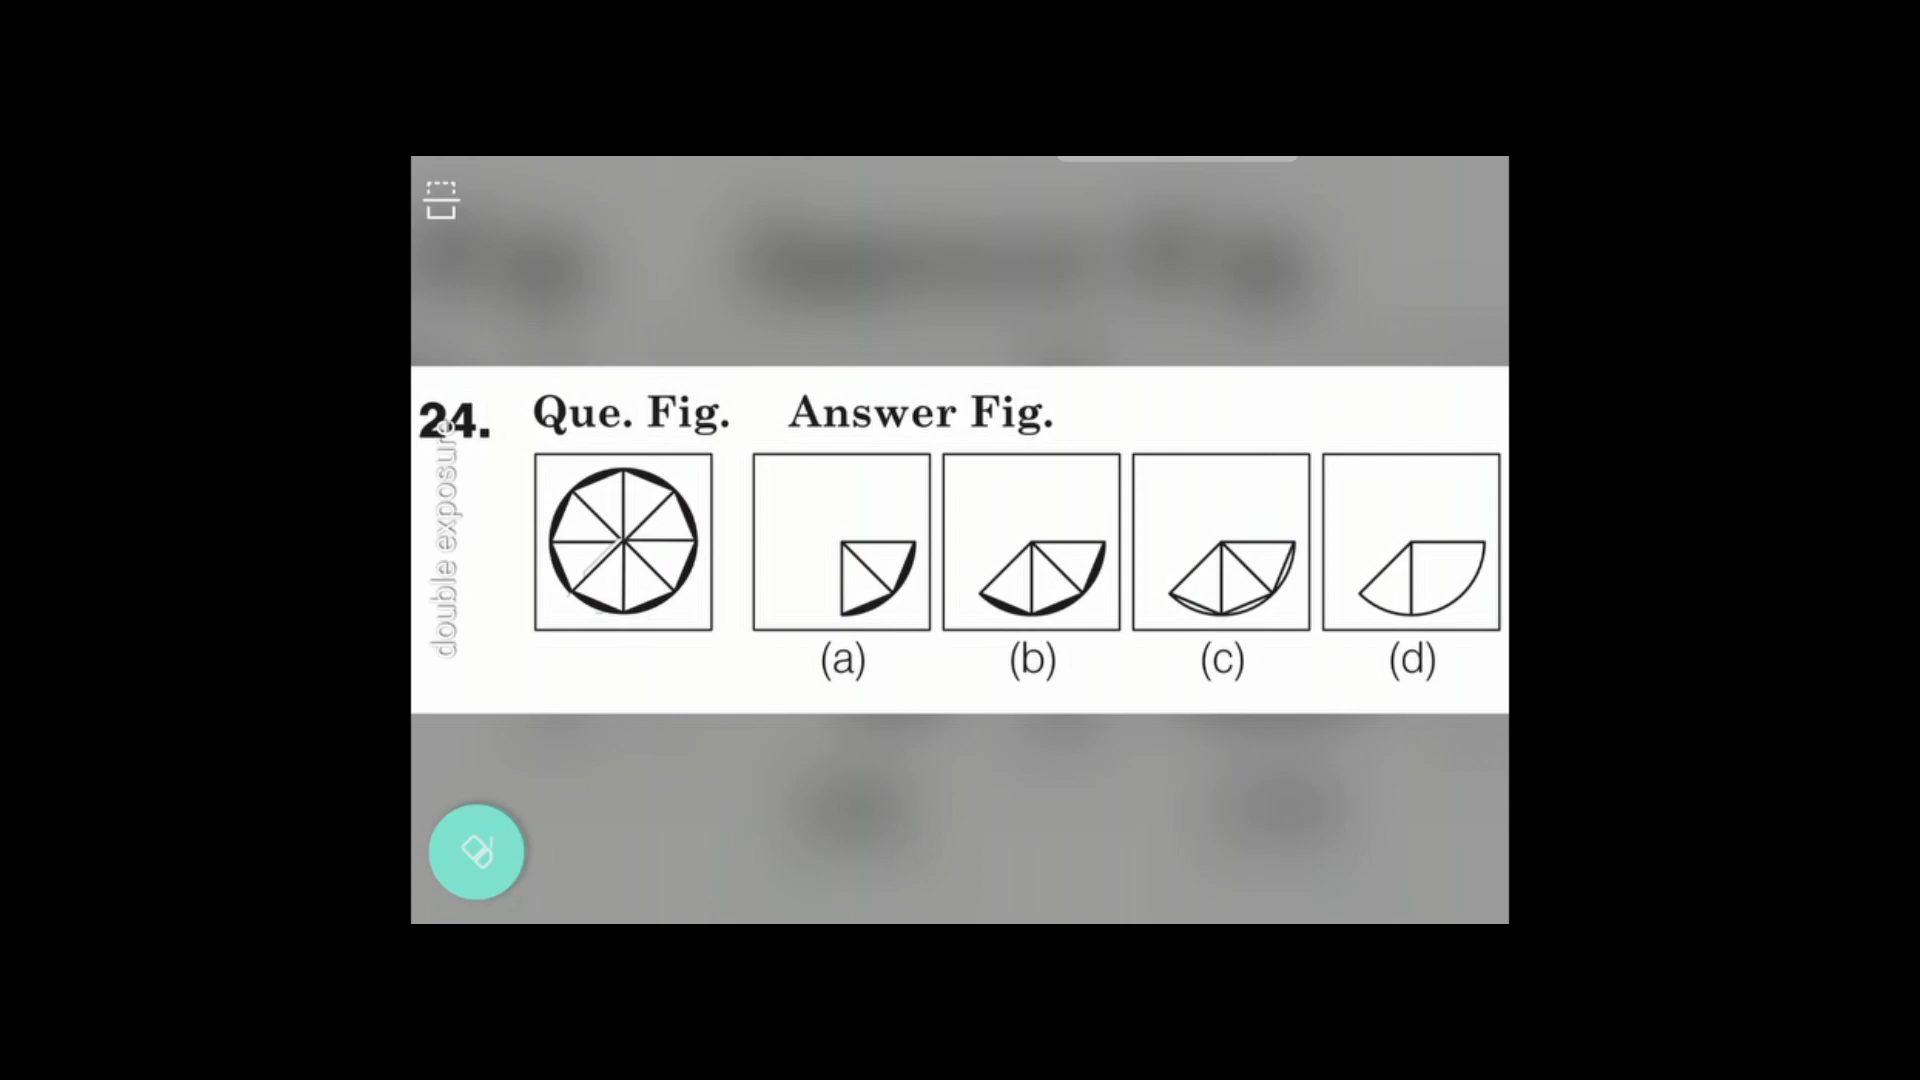 24. Que. Fig. Answer Fig.
double exposure
(a) (b) (c) (d)